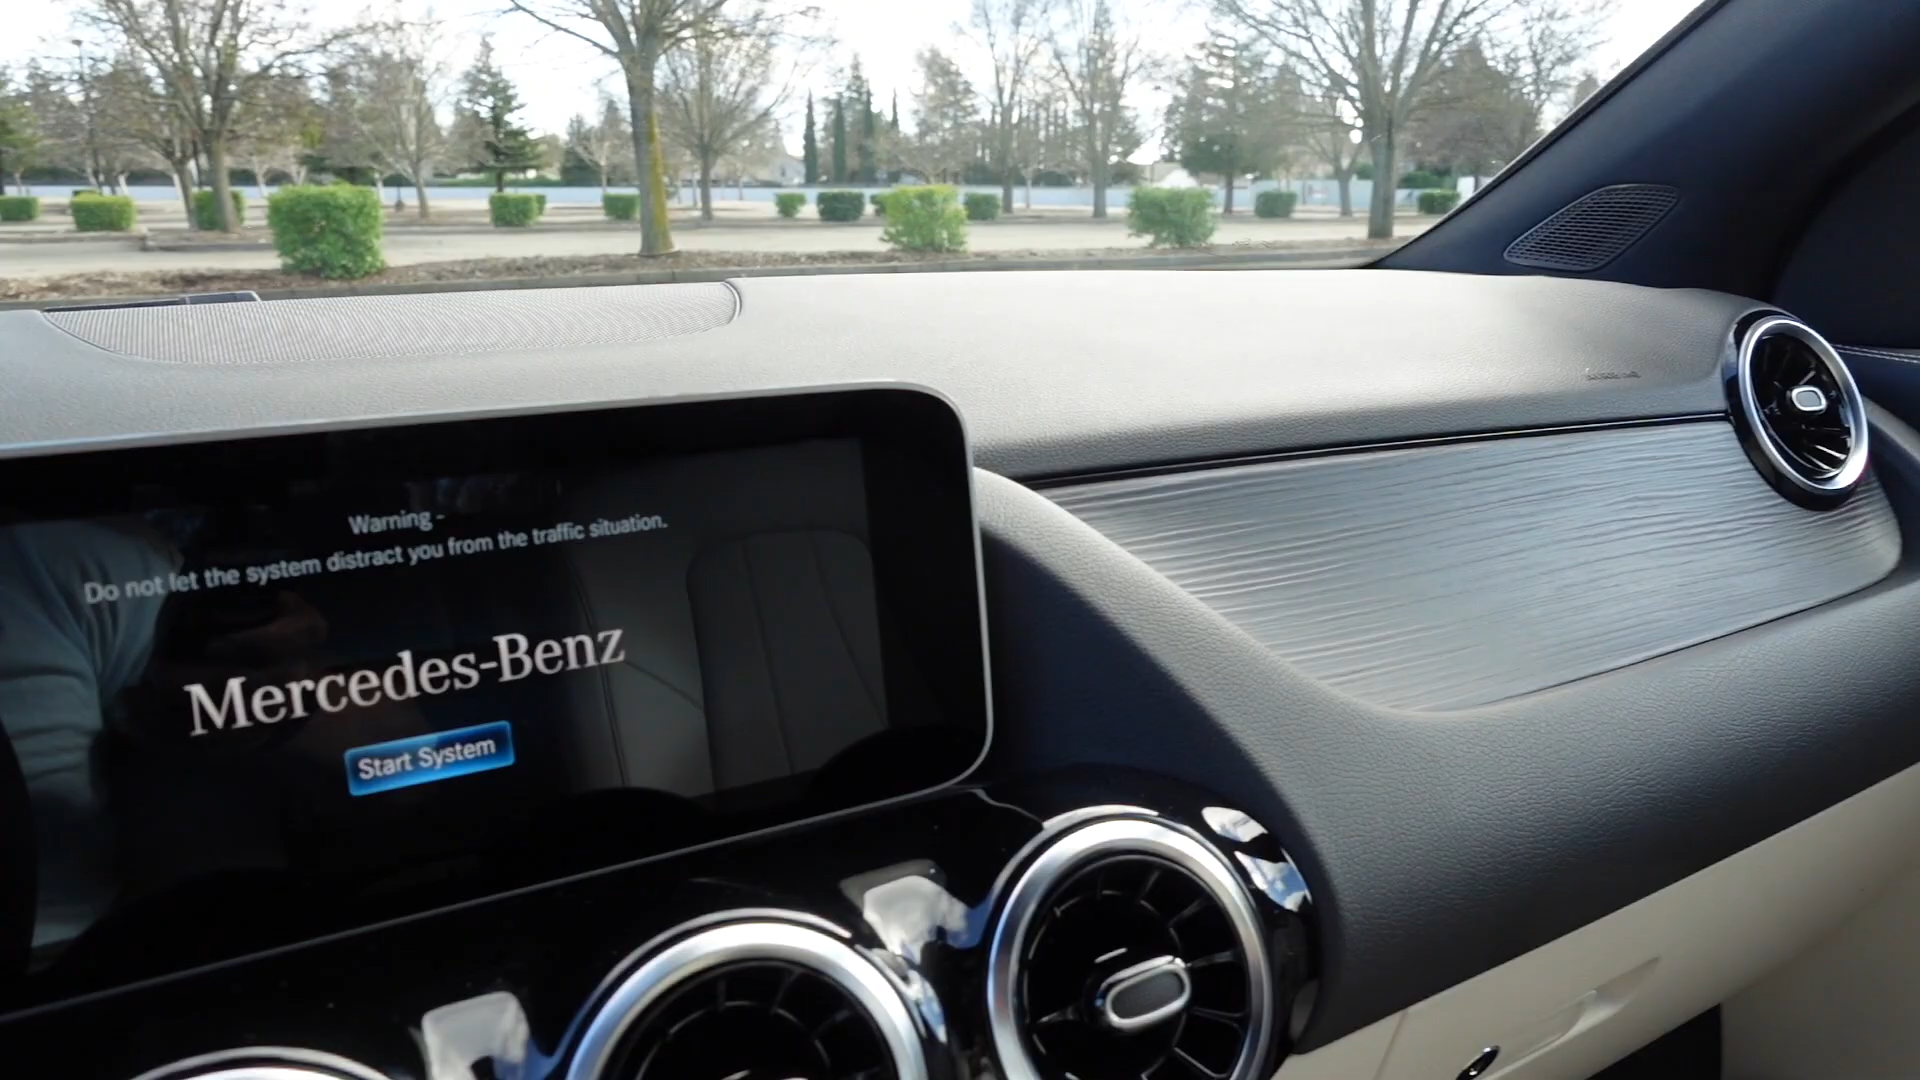 Warning -
Do not let the system distract you from the traffic situation.
Mercedes-Benz
Start System